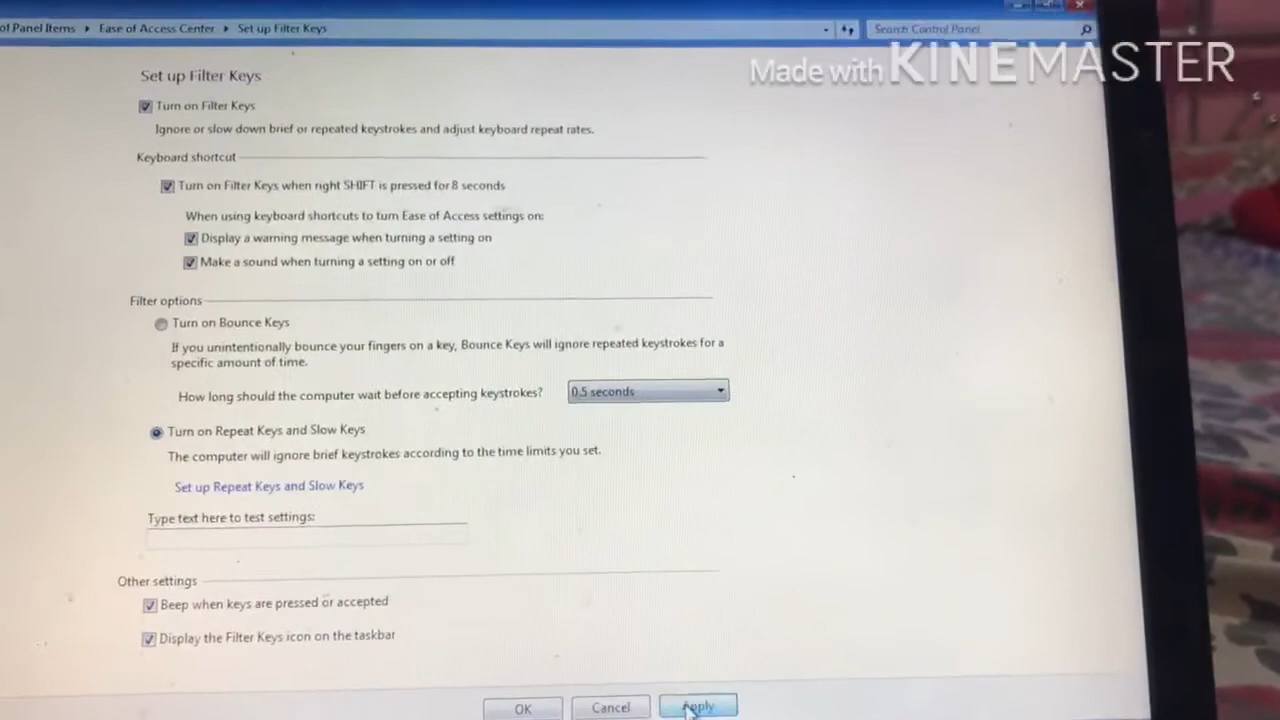 of Panel Items ▸ Ease of Access Center ▸ Set up Filter Keys
Search Control Panel
Made with KINEMASTER
Set up Filter Keys
Turn on Filter Keys
Ignore or slow down brief or repeated keystrokes and adjust keyboard repeat rates.
Keyboard shortcut
Turn on Filter Keys when right SHIFT is pressed for 8 seconds
When using keyboard shortcuts to turn Ease of Access settings on:
Display a warning message when turning a setting on
Make a sound when turning a setting on or off
Filter options
Turn on Bounce Keys
If you unintentionally bounce your fingers on a key, Bounce Keys will ignore repeated keystrokes for a
specific amount of time.
How long should the computer wait before accepting keystrokes? 0.5 seconds
Turn on Repeat Keys and Slow Keys
The computer will ignore brief keystrokes according to the time limits you set.
Set up Repeat Keys and Slow Keys
Type text here to test settings:
Other settings
Beep when keys are pressed or accepted
Display the Filter Keys icon on the taskbar
OK Cancel Apply